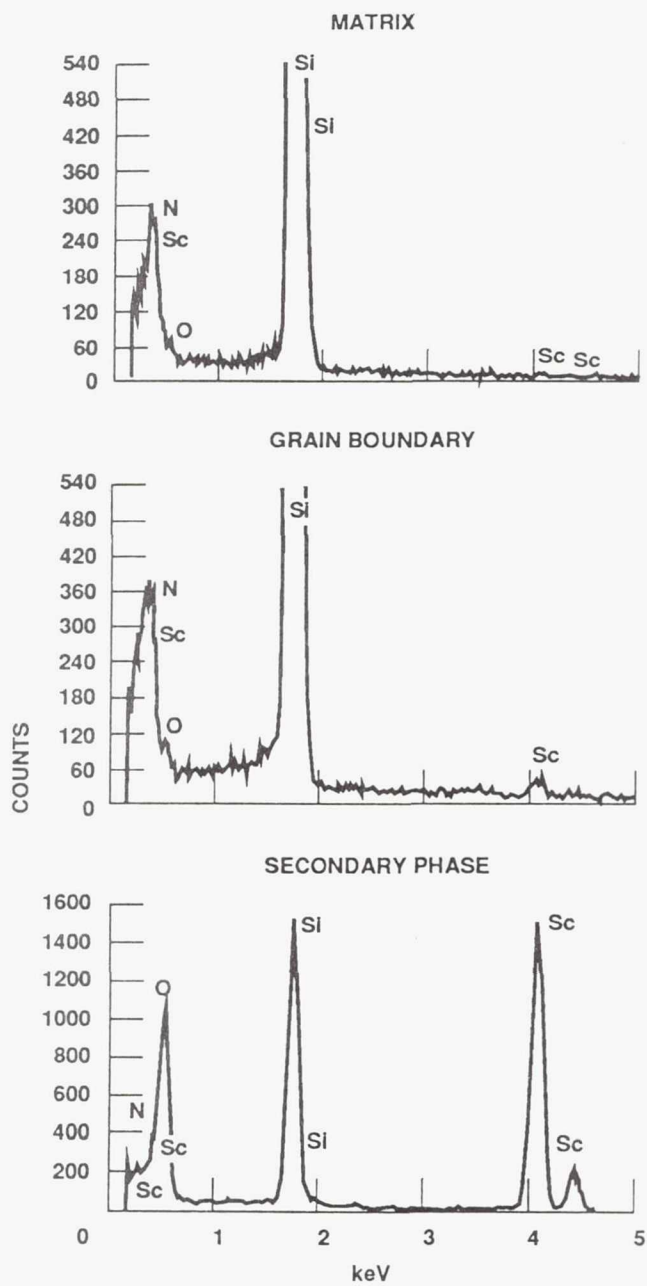 MATRIX
540
480
420
360
300
240
180
120
60
0
Si
Si
N
Sc
O
Sc Sc
GRAIN BOUNDARY
540
480
420
360
300
240
180
120
60
0
Si
N
Sc
O
Sc
COUNTS
SECONDARY PHASE
1600
1400
1200
1000
800
600
400
200
0
Si
Sc
O
N
Sc
Sc
Si
Sc
1 2 3 4 5
keV